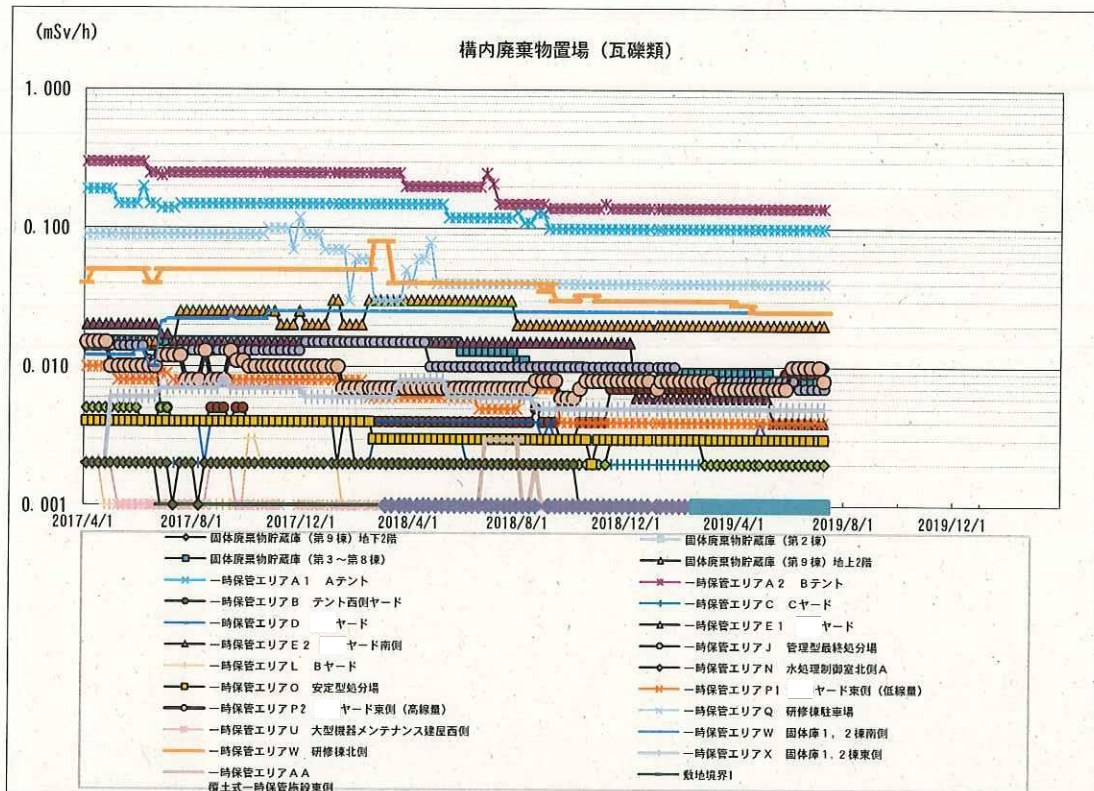 (mSv/h)
構内廃棄物置場（瓦礫類）
1.000
0.100
0.010
0.001
2017/4/1 2017/8/1 2017/12/1 2018/4/1 2018/8/1 2018/12/1 2019/4/1 2019/8/1 2019/12/1
固体廃棄物貯蔵庫（第９棟）地下2階
固体廃棄物貯蔵庫（第２棟）
固体廃棄物貯蔵庫（第３～第８棟）
固体廃棄物貯蔵庫（第９棟）地上2階
一時保管エリアＡ１　Ａテント
一時保管エリアＡ２　Ｂテント
一時保管エリアＢ　テント西側ヤード
一時保管エリアＣ　Ｃヤード
一時保管エリアＤ　ヤード
一時保管エリアＥ１　ヤード
一時保管エリアＥ２　ヤード南側
一時保管エリアＪ　管理型最終処分場
一時保管エリアＬ　Ｂヤード
一時保管エリアＮ　水処理制御室北側Ａ
一時保管エリアＯ　安定型処分場
一時保管エリアＰ1　ヤード東側（低線量）
一時保管エリアＰ2　ヤード東側（高線量）
一時保管エリアＱ　研修棟駐車場
一時保管エリアＵ　大型機器メンテナンス建屋西側
一時保管エリアＷ　固体庫１，２棟南側
一時保管エリアＷ　研修棟北側
一時保管エリアＸ　固体庫１，２棟東側
一時保管エリアＡＡ
敷地境界Ⅰ
覆土式一時保管施設東側